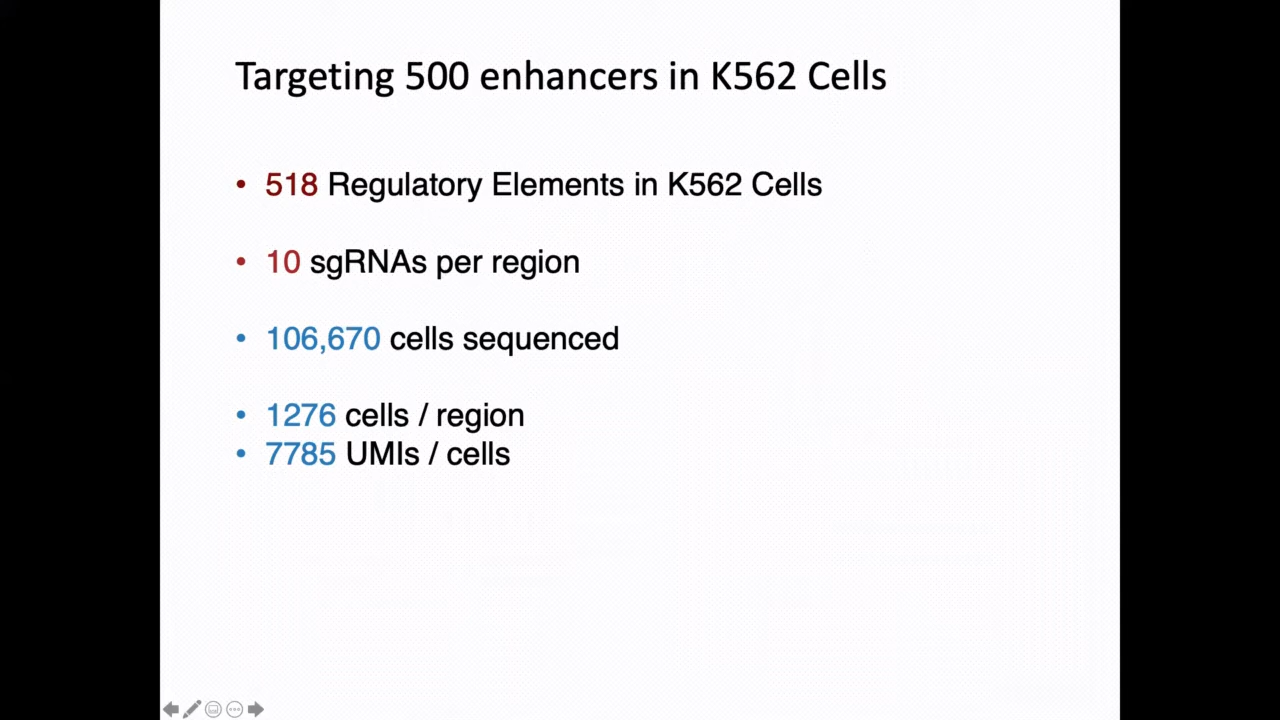 Targeting 500 enhancers in K562 Cells
• 518 Regulatory Elements in K562 Cells
• 10 sgRNAs per region
• 106,670 cells sequenced
• 1276 cells / region
• 7785 UMIs / cells